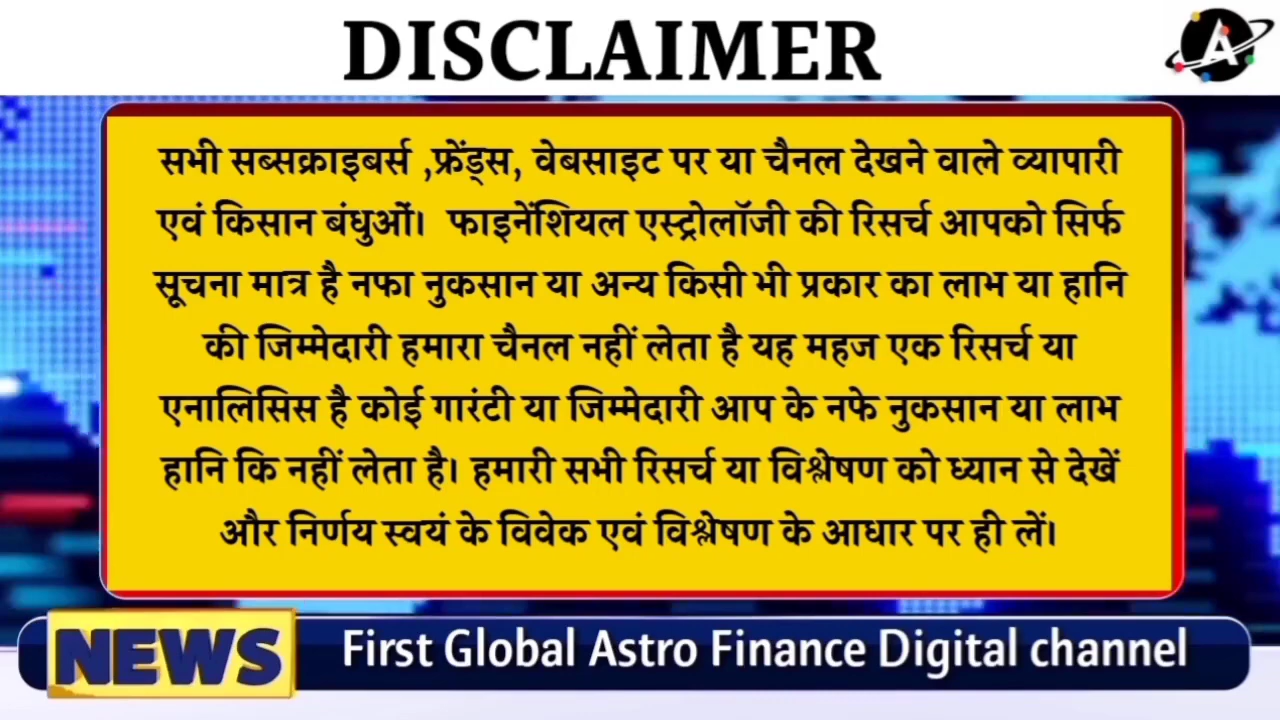 DISCLAIMER
सभी सब्सक्राइबर्स ,फ्रेंड्स, वेबसाइट पर या चैनल देखने वाले व्यापारी
एवं किसान बंधुओं।  फाइनेंशियल एस्ट्रोलॉजी की रिसर्च आपको सिर्फ
सूचना मात्र है नफा नुकसान या अन्य किसी भी प्रकार का लाभ या हानि
की जिम्मेदारी हमारा चैनल नहीं लेता है यह महज एक रिसर्च या
एनालिसिस है कोई गारंटी या जिम्मेदारी आप के नफे नुकसान या लाभ
हानि कि नहीं लेता है। हमारी सभी रिसर्च या विश्लेषण को ध्यान से देखें
और निर्णय स्वयं के विवेक एवं विश्लेषण के आधार पर ही लें।
NEWS
First Global Astro Finance Digital channel